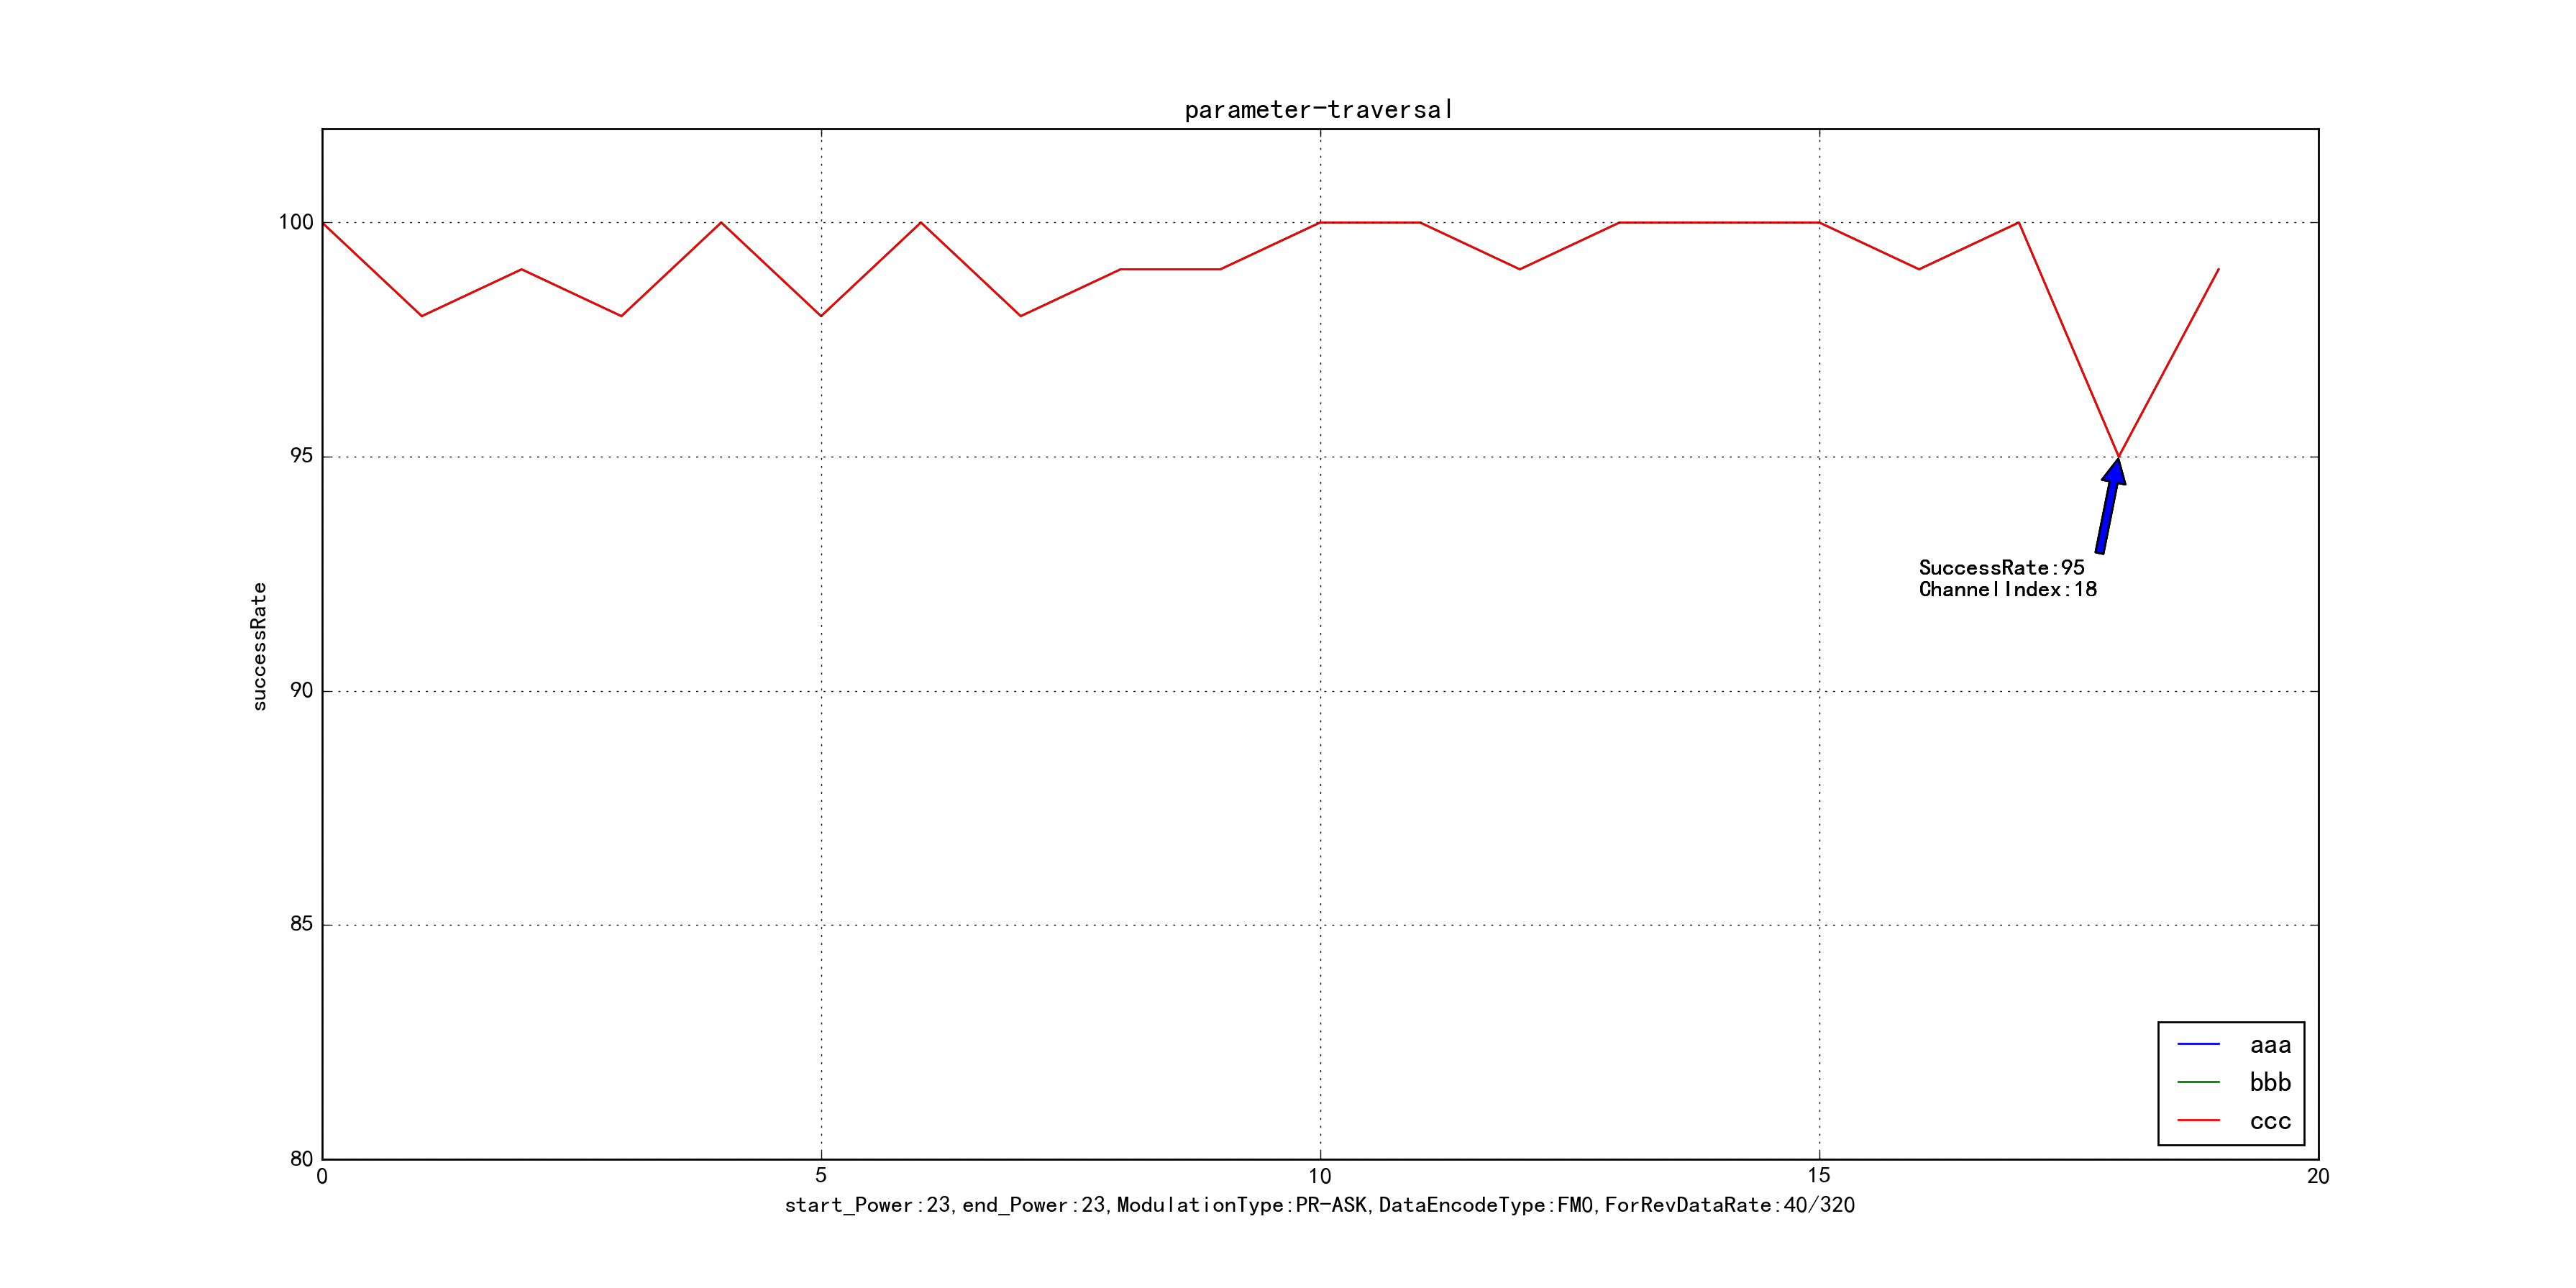 parameter-traversal
100
95
90
85
80
successRate
SuccessRate:95
ChannelIndex:18
aaa
bbb
ccc
0 5 10 15 20
start_Power:23,end_Power:23,ModulationType:PR-ASK,DataEncodeType:FM0,ForRevDataRate:40/320